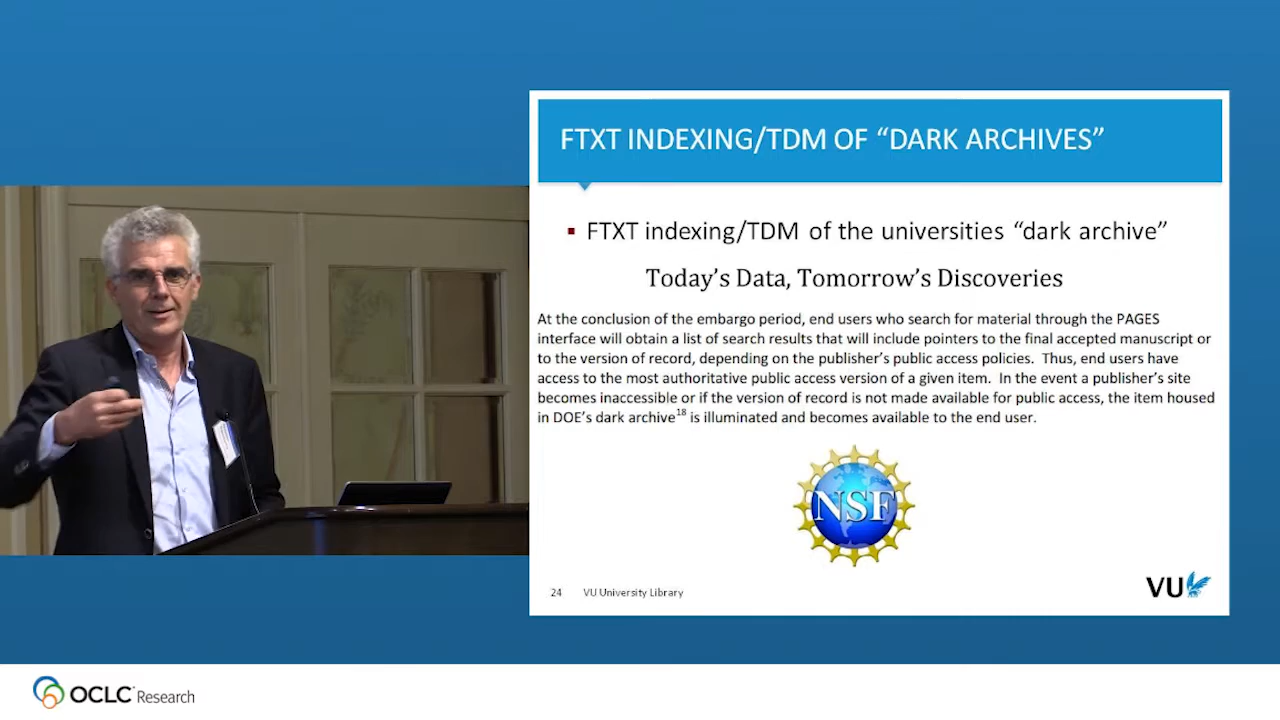 FTXT INDEXING/TDM OF “DARK ARCHIVES”
▪ FTXT indexing/TDM of the universities “dark archive”
Today’s Data, Tomorrow’s Discoveries
At the conclusion of the embargo period, end users who search for material through the PAGES
interface will obtain a list of search results that will include pointers to the final accepted manuscript or
to the version of record, depending on the publisher’s public access policies. Thus, end users have
access to the most authoritative public access version of a given item. In the event a publisher’s site
becomes inaccessible or if the version of record is not made available for public access, the item housed
in DOE’s dark archive18 is illuminated and becomes available to the end user.
NSF
24 VU University Library
VU
OCLC Research